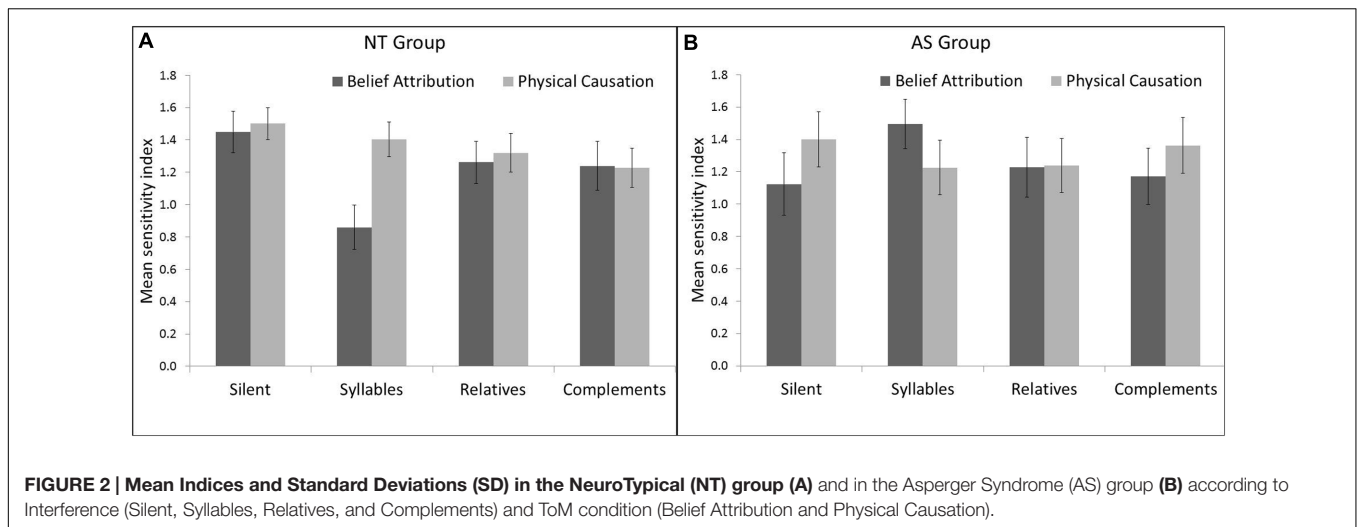 A
NT Group
Belief Attribution
Physical Causation
Mean sensitivity index
1.8
1.6
1.4
1.2
1.0
0.8
0.6
0.4
0.2
0.0
Silent
Syllables
Relatives
Complements
B
AS Group
Belief Attribution
Physical Causation
Mean sensitivity index
1.8
1.6
1.4
1.2
1.0
0.8
0.6
0.4
0.2
0.0
Silent
Syllables
Relatives
Complements
FIGURE 2 | Mean Indices and Standard Deviations (SD) in the NeuroTypical (NT) group (A) and in the Asperger Syndrome (AS) group (B) according to
Interference (Silent, Syllables, Relatives, and Complements) and ToM condition (Belief Attribution and Physical Causation).